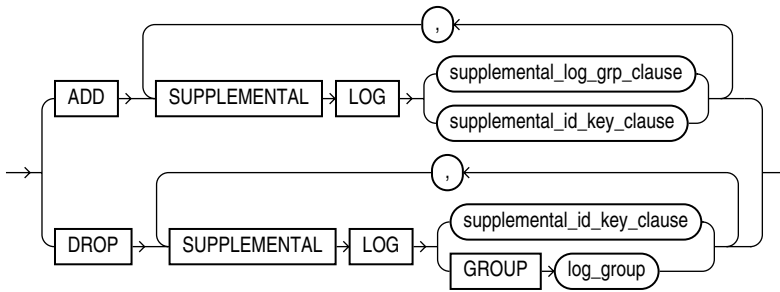 ,
ADD SUPPLEMENTAL LOG supplemental_log_grp_clause
supplemental_id_key_clause
,
DROP SUPPLEMENTAL LOG supplemental_id_key_clause
GROUP log_group